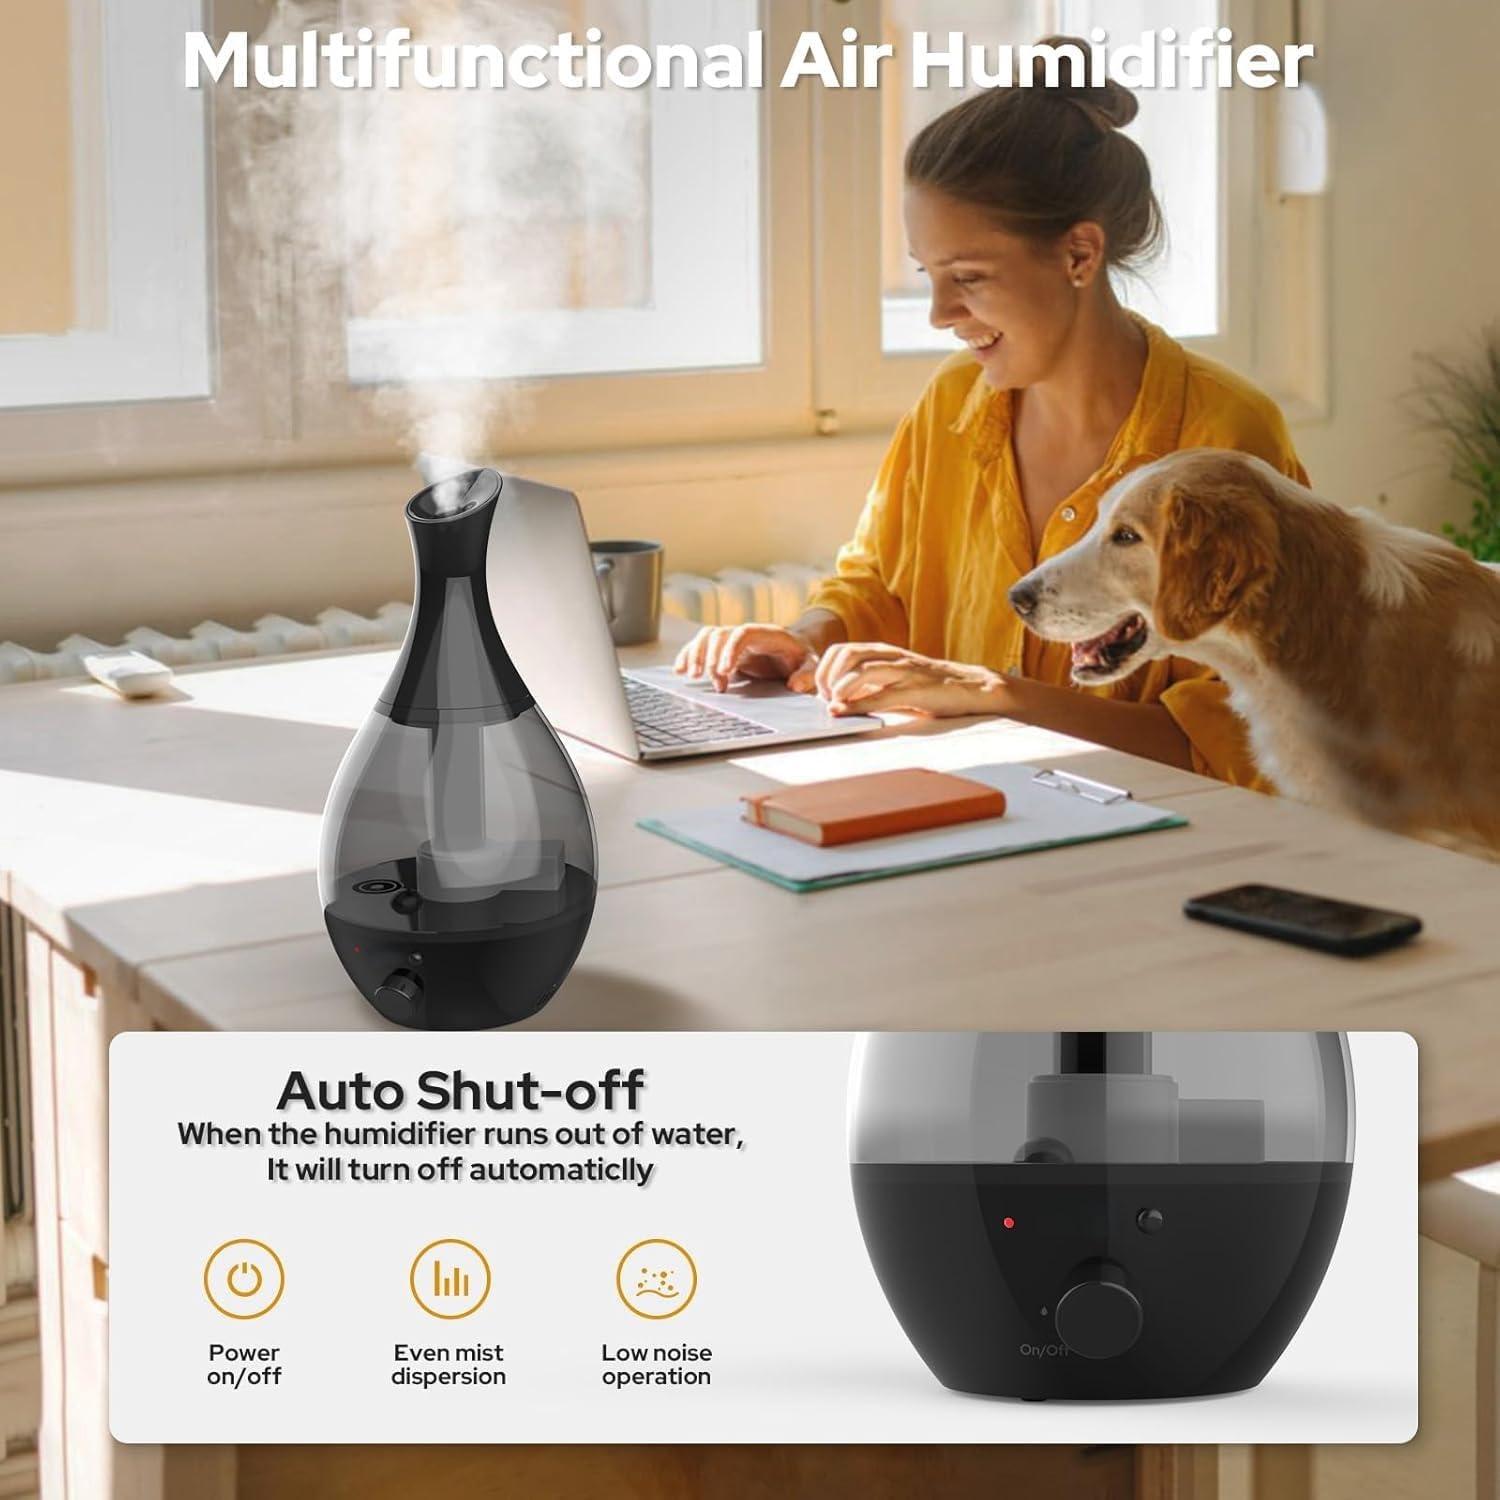 Multifunctional Air Humidifier
Auto Shut-off
When the humidifier runs out of water,
It will turn off automaticlly
Power
on/off
Even mist
dispersion
Low noise
operation
On/Off